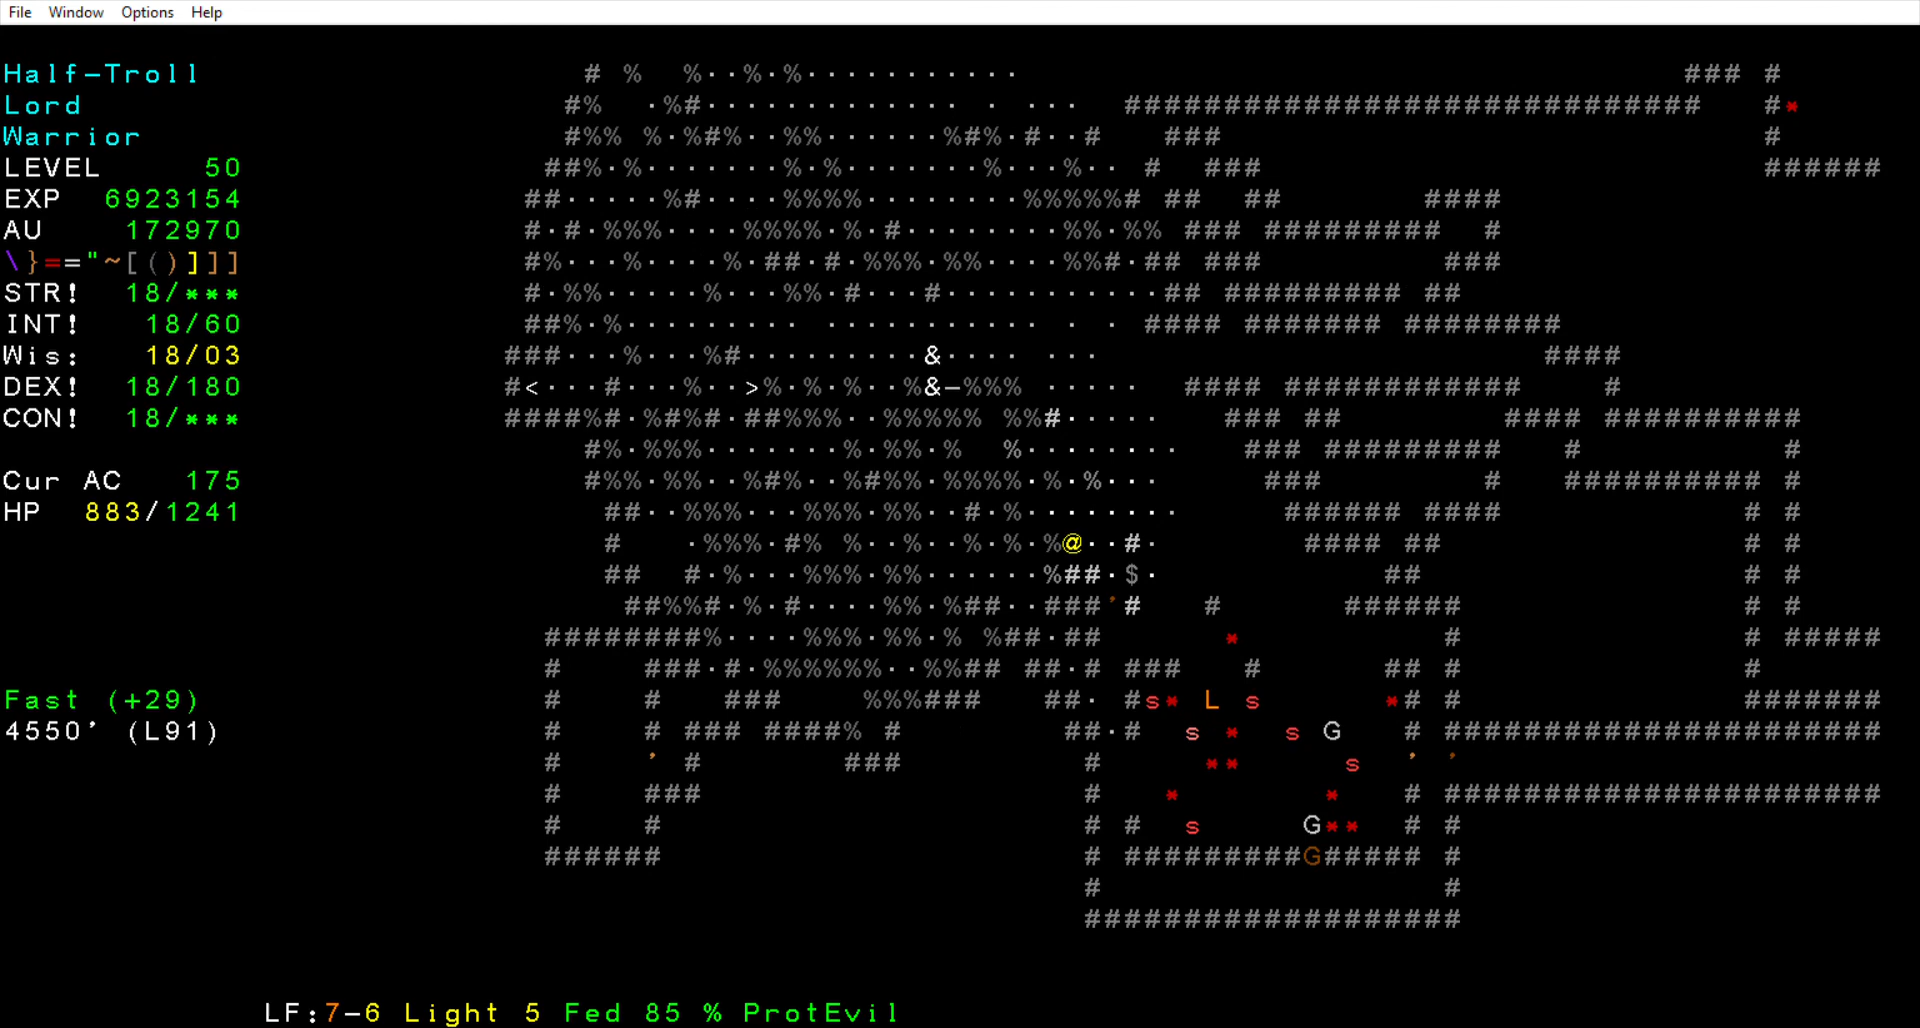 File Window Options Help
Half-Troll
Lord
Warrior
LEVEL 50
EXP 6923154
AU 172970
\}=="~[()]]]
STR! 18/***
INT! 18/60
Wis: 18/03
DEX! 18/180
CON! 18/***
Cur AC 175
HP 883/1241
Fast (+29)
4550' (L91)
LF:7-6 Light 5 Fed 85 % ProtEvil